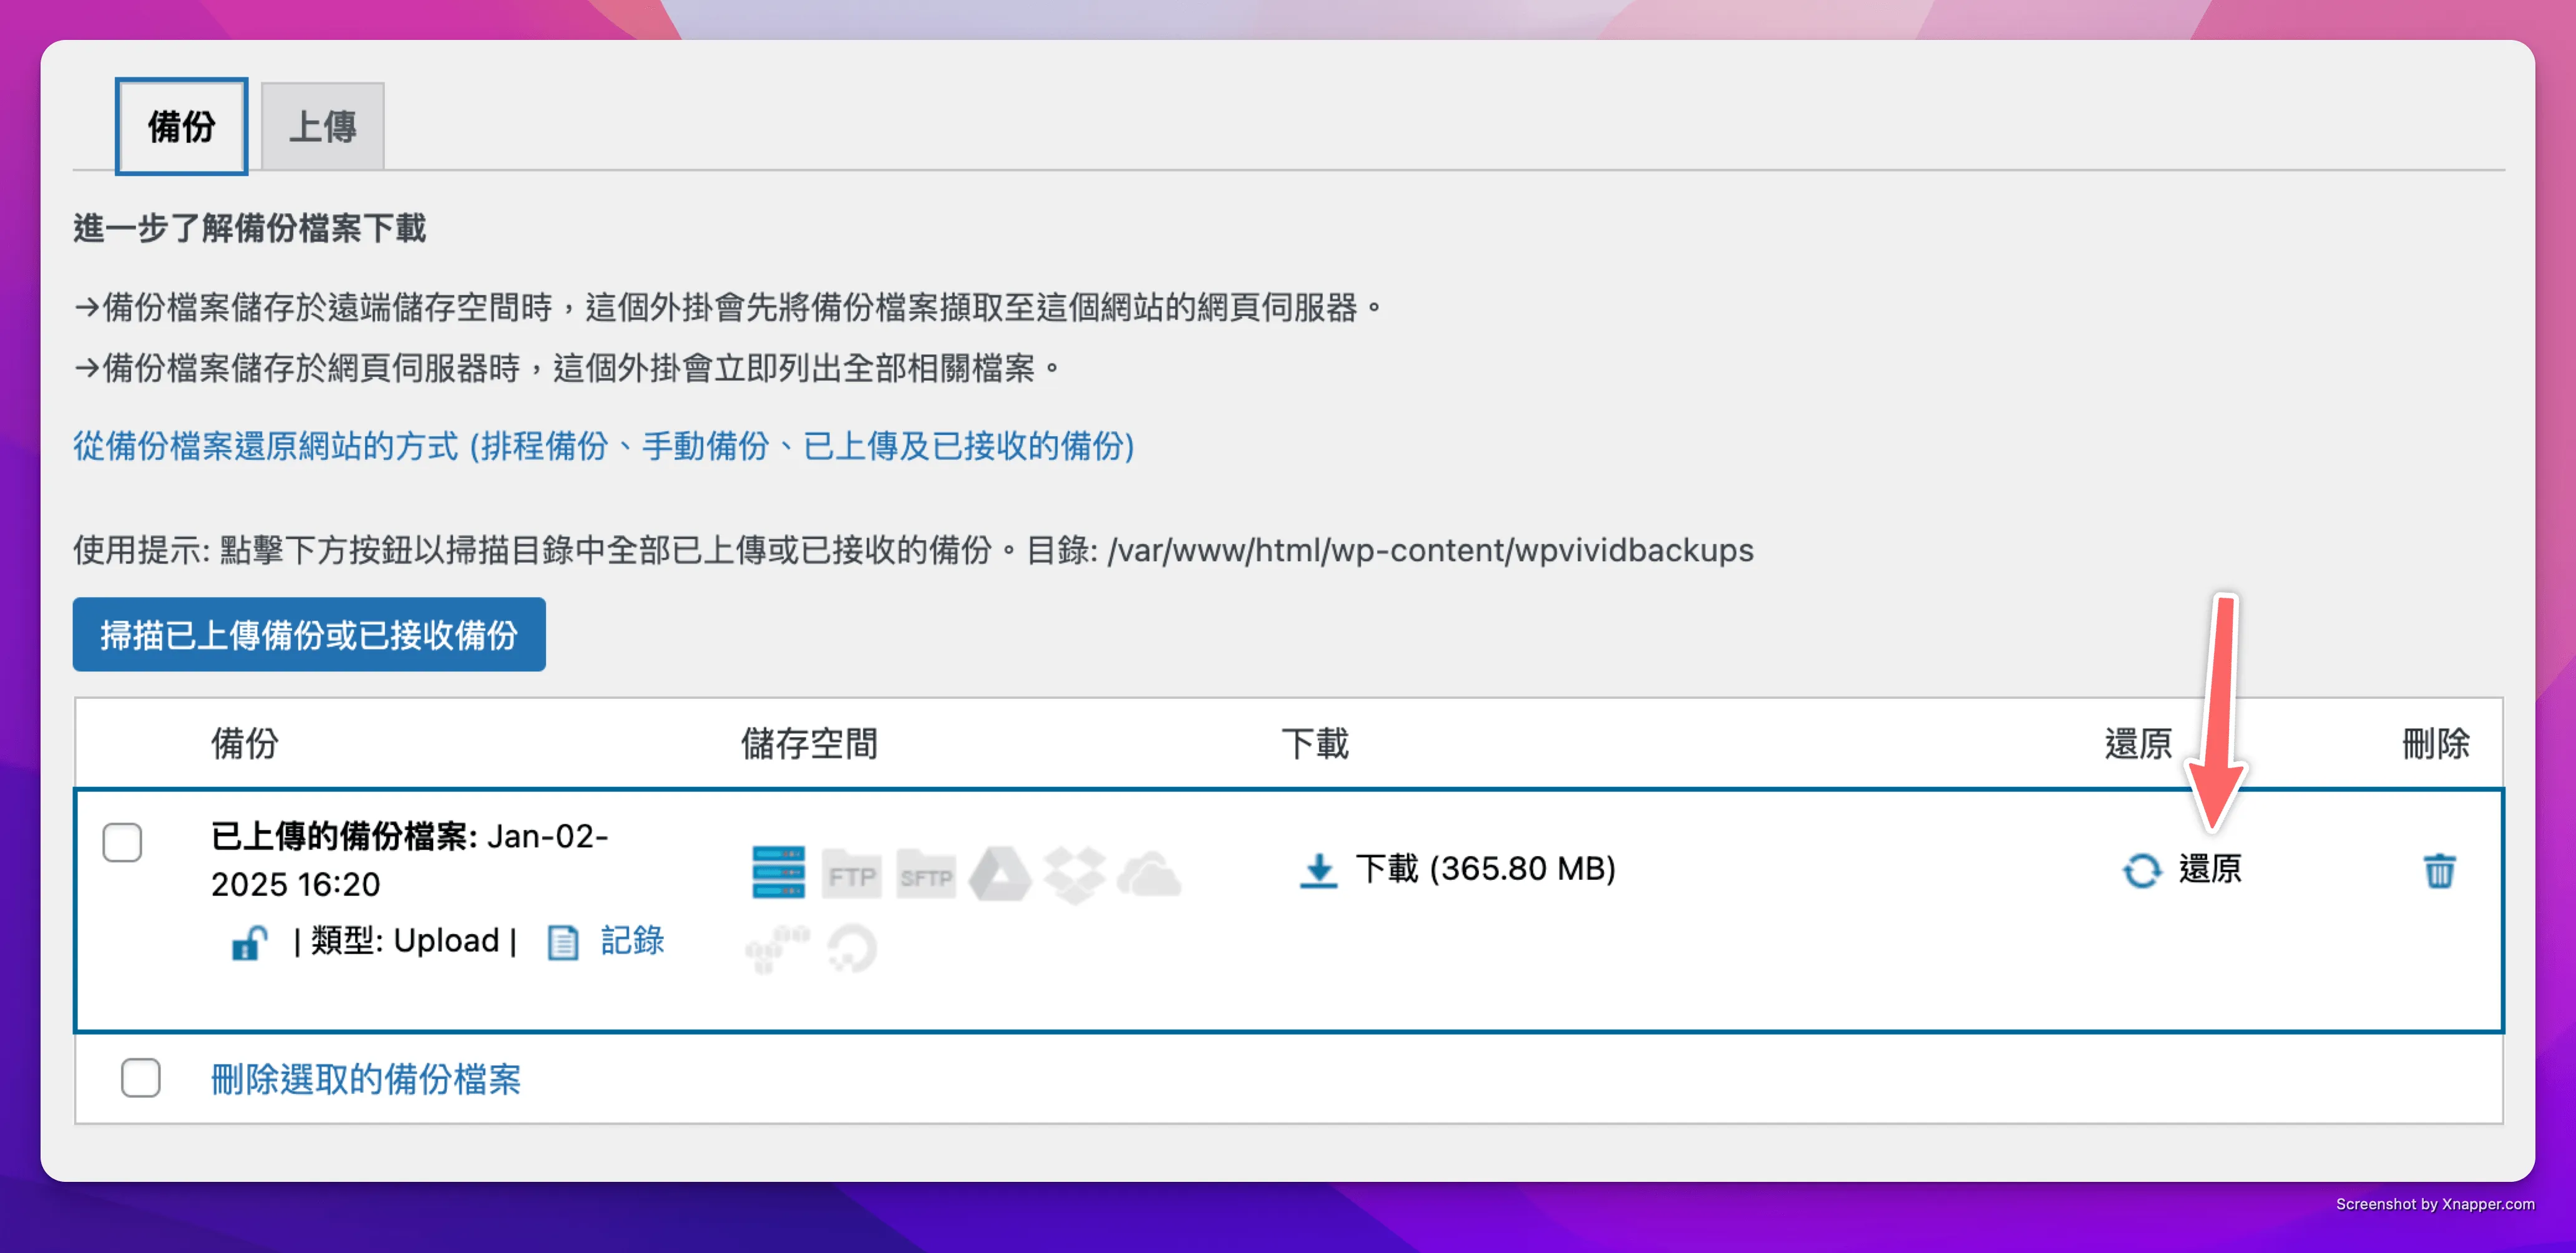 備份
上傳
進一步了解備份檔案下載
→備份檔案儲存於遠端儲存空間時，這個外掛會先將備份檔案擷取至這個網站的網頁伺服器。
→備份檔案儲存於網頁伺服器時，這個外掛會立即列出全部相關檔案。
從備份檔案還原網站的方式 (排程備份、手動備份、已上傳及已接收的備份)
使用提示: 點擊下方按鈕以掃描目錄中全部已上傳或已接收的備份。目錄: /var/www/html/wp-content/wpvividbackups
掃描已上傳備份或已接收備份
備份 儲存空間 下載 還原 刪除
已上傳的備份檔案: Jan-02-
2025 16:20
| 類型: Upload | 記錄
FTP SFTP
下載 (365.80 MB)
還原
刪除選取的備份檔案
Screenshot by Xnapper.com